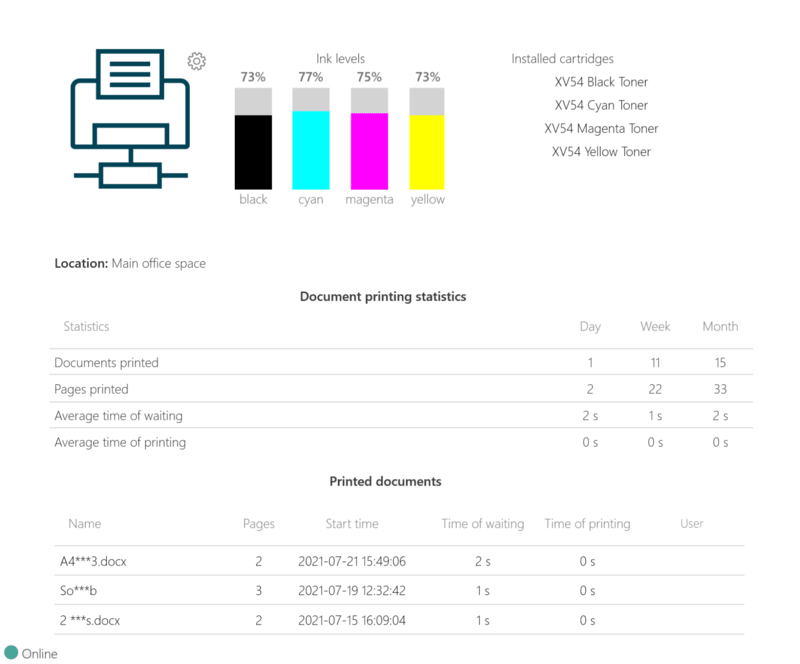 Ink levels Installed cartridges
73% 77% 75% 73%
XV54 Black Toner
XV54 Cyan Toner
XV54 Magenta Toner
XV54 Yellow Toner
black cyan magenta yellow
Location: Main office space
Document printing statistics
Statistics Day Week Month
Documents printed 1 11 15
Pages printed 2 22 33
Average time of waiting 2 s 1 s 2 s
Average time of printing 0 s 0 s 0 s
Printed documents
Name Pages Start time Time of waiting Time of printing User
A4***3.docx 2 2021-07-21 15:49:06 2 s 0 s
So***b 3 2021-07-19 12:32:42 1 s 0 s
2 ***s.docx 2 2021-07-15 16:09:04 1 s 0 s
Online